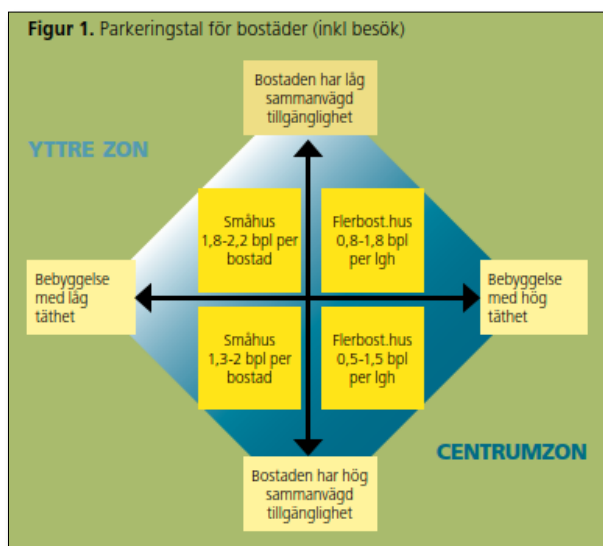 Figur 1. Parkeringstal för bostäder (inkl besök)
Bostaden har låg
sammanvägd
tillgänglighet
YTTRE ZON
Småhus
1,8-2,2 bpl per
bostad
Flerbost.hus
0,8-1,8 bpl
per lgh
Bebyggelse
med låg
täthet
Bebyggelse
med hög
täthet
Småhus
1,3-2 bpl per
bostad
Flerbost.hus
0,5-1,5 bpl
per lgh
CENTRUMZON
Bostaden har hög
sammanvägd
tillgänglighet